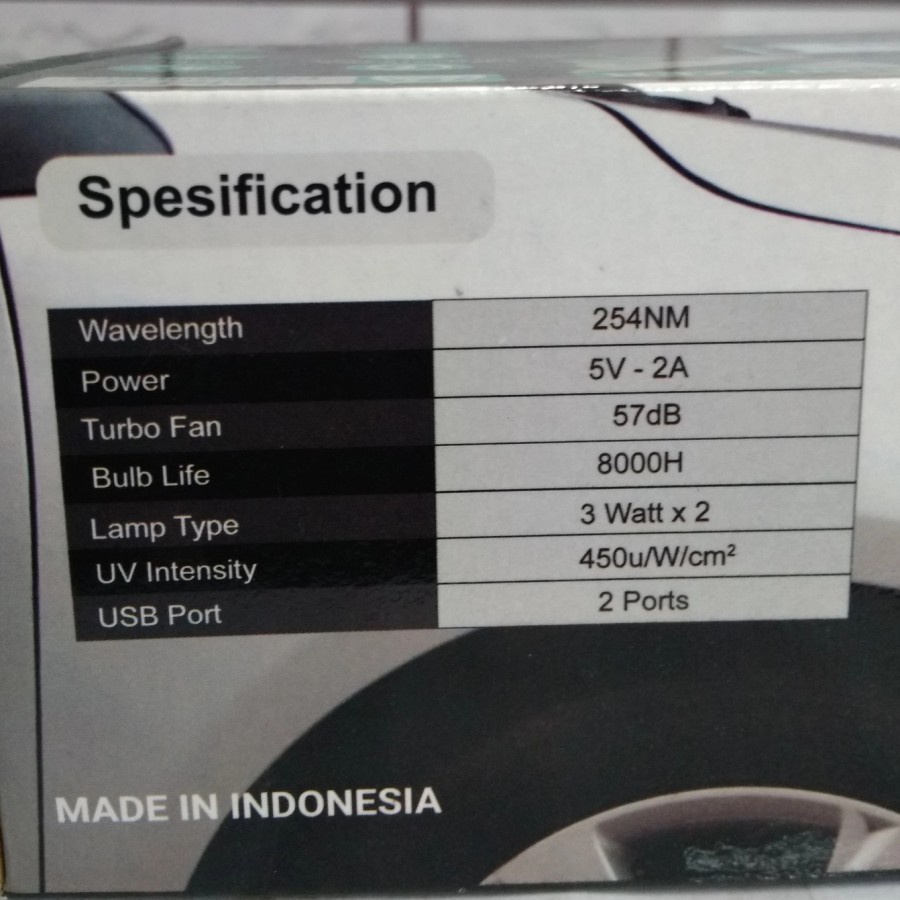 Spesification
Wavelength 254NM
Power 5V - 2A
Turbo Fan 57dB
Bulb Life 8000H
Lamp Type 3 Watt x 2
UV Intensity 450u/W/cm²
USB Port 2 Ports
MADE IN INDONESIA